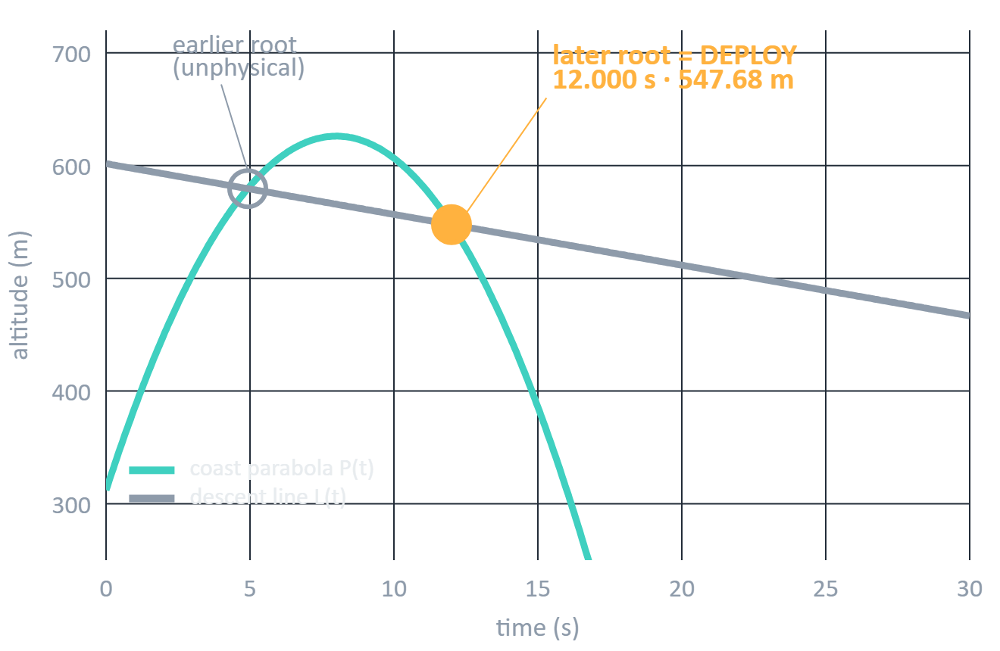 earlier root
(unphysical)
later root = DEPLOY
12.000 s · 547.68 m
700
600
500
400
300
altitude (m)
coast parabola P(t)
descent line L(t)
0 5 10 15 20 25 30
time (s)